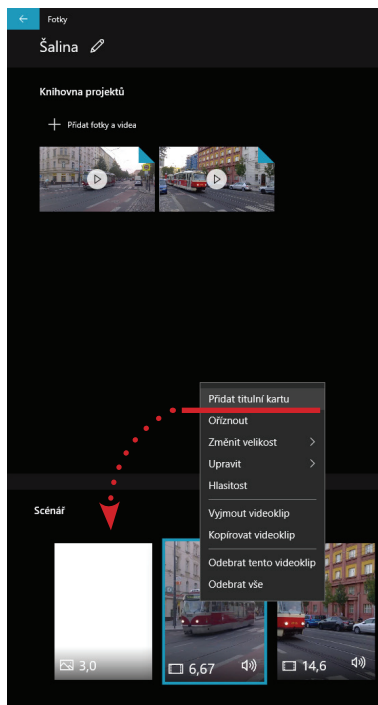 Fotky
Šalina
Knihovna projektů
Přidat fotky a videa
Přidat titulní kartu
Oříznout
Změnit velikost
Upravit
Hlasitost
Vyjmout videoklip
Kopírovat videoklip
Odebrat tento videoklip
Odebrat vše
Scénář
3,0
6,67
14,6